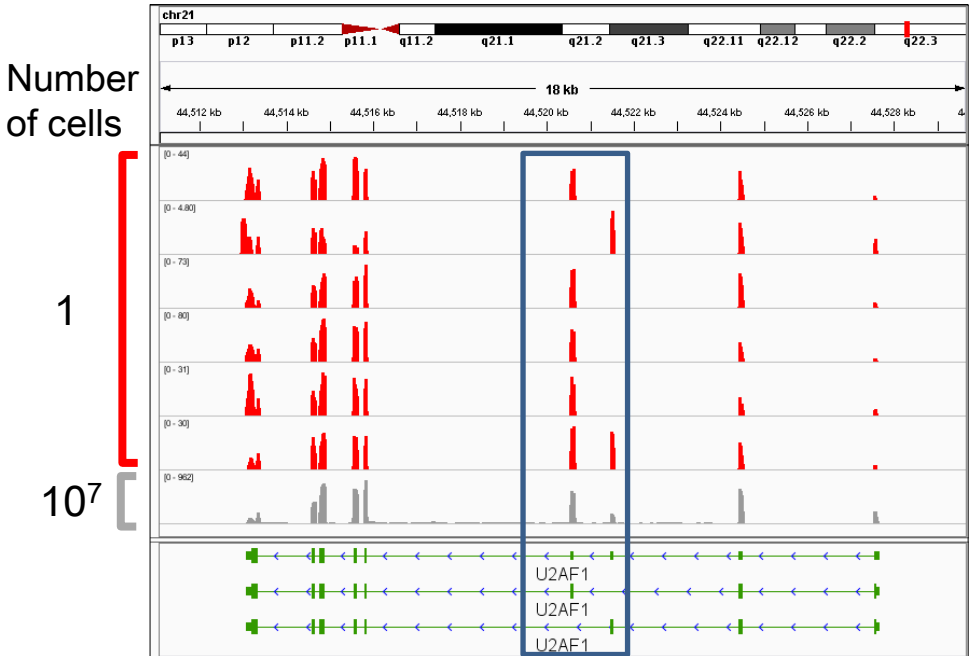 chr21
p13 p12 p11.2 p11.1 q11.2 q21.1 q21.2 q21.3 q22.11 q22.12 q22.2 q22.3
Number
of cells
18 kb
44,512 kb 44,514 kb 44,516 kb 44,518 kb 44,520 kb 44,522 kb 44,524 kb 44,526 kb 44,528 kb 4
[0 - 44]
[0 - 4.80]
[0 - 73]
1
[0 - 80]
[0 - 31]
[0 - 30]
[0 - 962]
10⁷
U2AF1
U2AF1
U2AF1